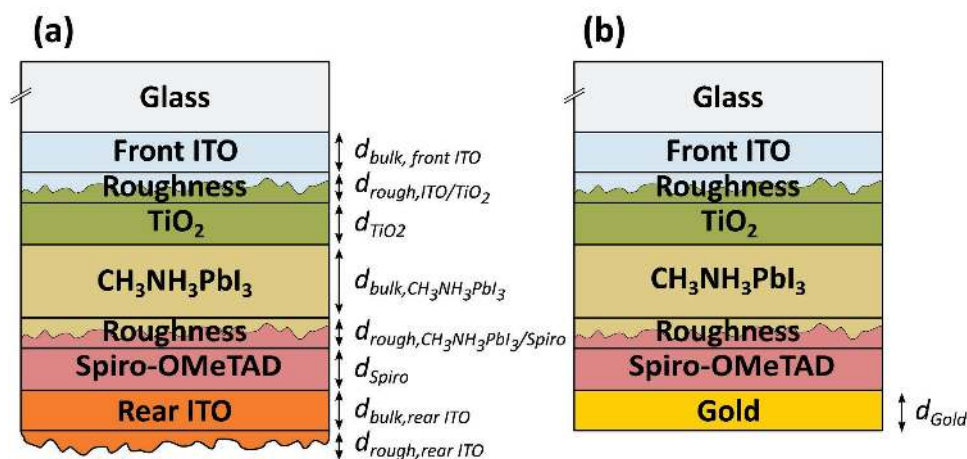 (a)
Glass
Front ITO
d_bulk, front ITO
Roughness
d_rough,ITO/TiO₂
TiO₂
d_TiO2
CH₃NH₃PbI₃
d_bulk,CH₃NH₃PbI₃
Roughness
d_rough,CH₃NH₃PbI₃/Spiro
Spiro-OMeTAD
d_Spiro
Rear ITO
d_bulk,rear ITO
d_rough,rear ITO
(b)
Glass
Front ITO
Roughness
TiO₂
CH₃NH₃PbI₃
Roughness
Spiro-OMeTAD
Gold
d_Gold